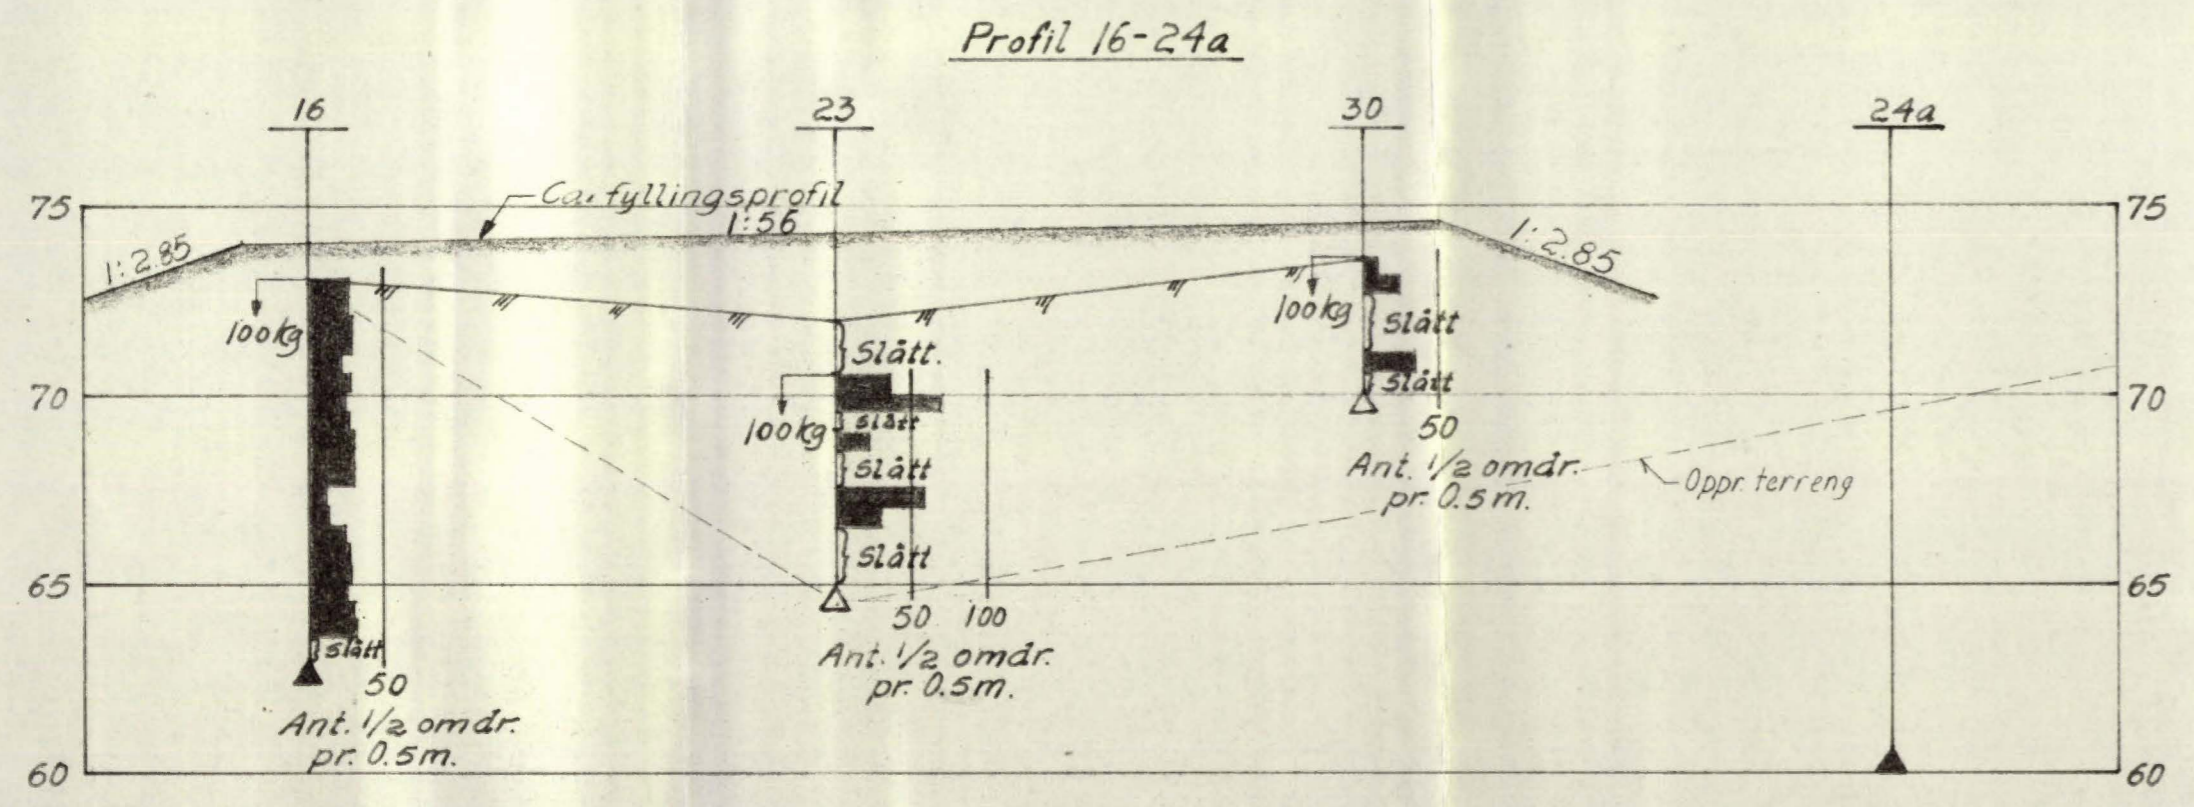 Profil 16-24a
16
23
30
24a
75
Ca. fyllingsprofil
1:56
75
1:2.85
1:2.85
100kg
100kg
Slått
Slått.
70
Slått
70
100kg
slått
50
Slått
Ant. 1/2 omdr.
pr. 0.5m.
Oppr. terreng
Slått
65
65
50
100
slått
Ant. 1/2 omdr.
pr. 0.5m.
50
Ant. 1/2 omdr.
pr. 0.5m.
60
60